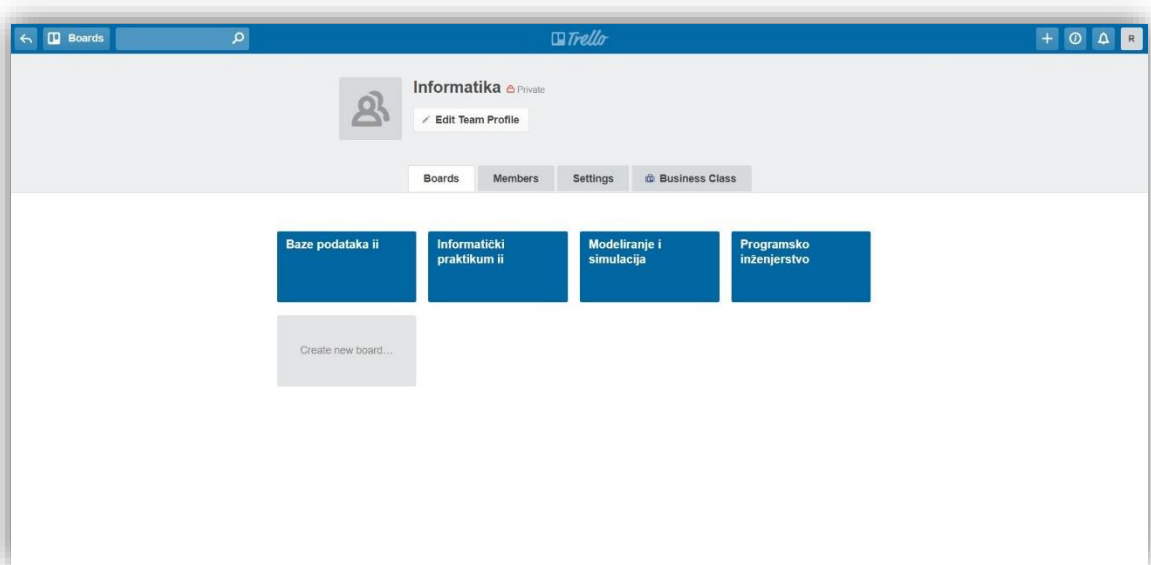 Boards
Trello
R
Informatika Private
Edit Team Profile
Boards Members Settings Business Class
Baze podataka ii
Informatički
praktikum ii
Modeliranje i
simulacija
Programsko
inženjerstvo
Create new board...